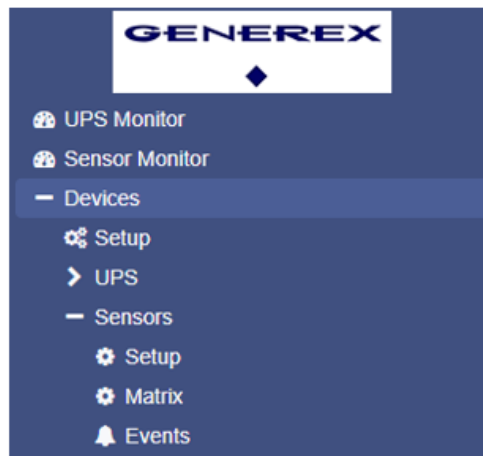 GENEREX
UPS Monitor
Sensor Monitor
Devices
Setup
UPS
Sensors
Setup
Matrix
Events